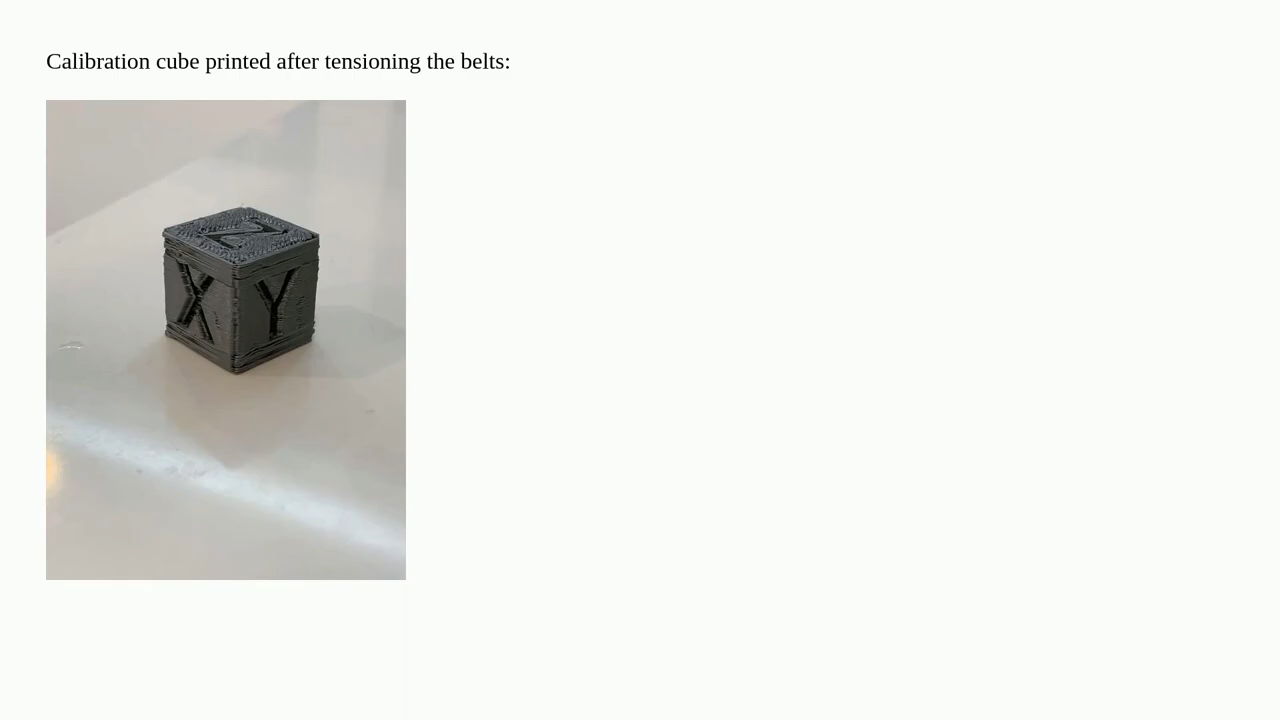 Calibration cube printed after tensioning the belts:
Z
X Y